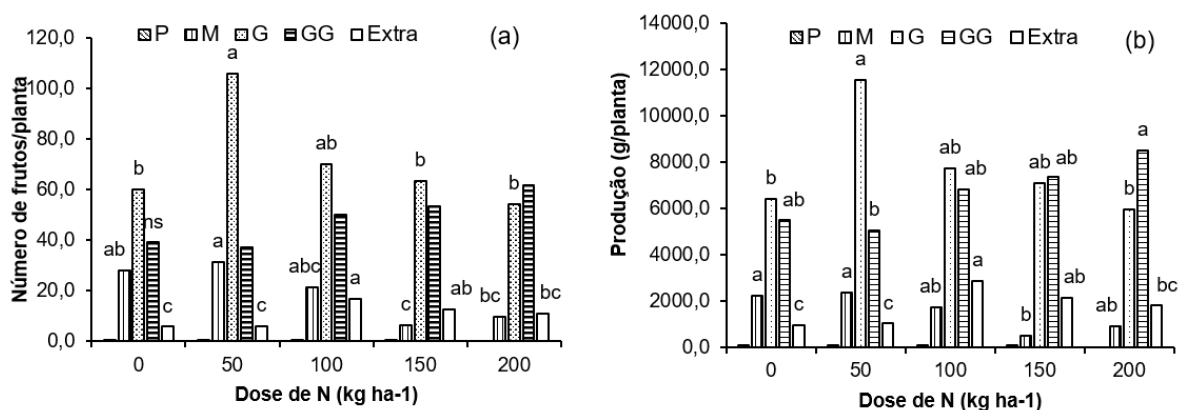 P M G GG Extra
(a)
120,0
100,0
80,0
60,0
40,0
20,0
0,0
Número de frutos/planta
ab b ns c
a a c
abc ab a
c b ab
bc b bc
0 50 100 150 200
Dose de N (kg ha-1)
P M G GG Extra
(b)
14000,0
12000,0
10000,0
8000,0
6000,0
4000,0
2000,0
0,0
Produção (g/planta)
a b ab c
a a b c
ab ab ab a
b ab ab ab
ab b a bc
0 50 100 150 200
Dose de N (kg ha-1)